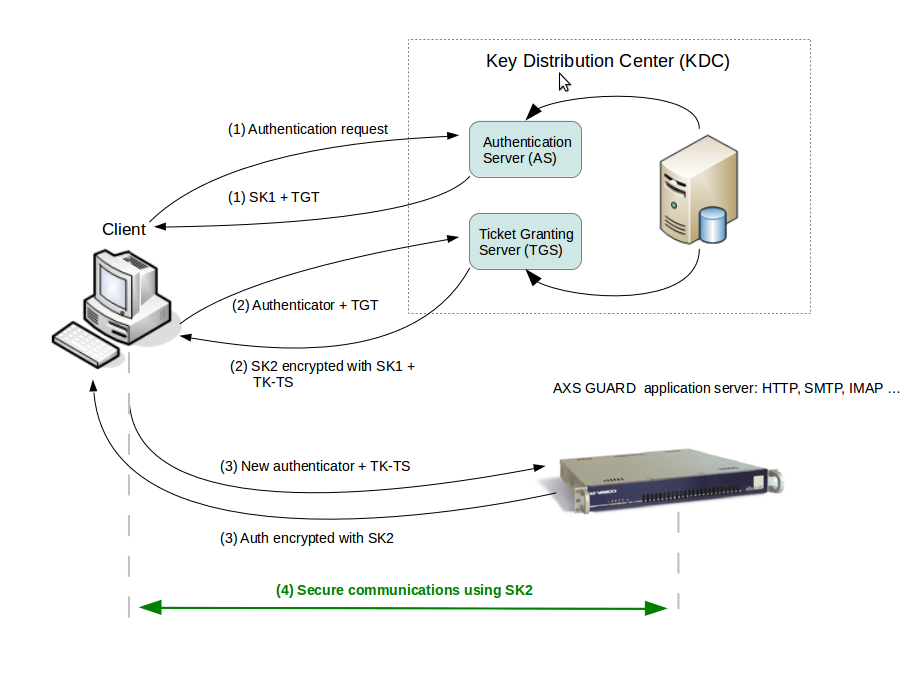 Key Distribution Center (KDC)
(1) Authentication request
Authentication
Server (AS)
(1) SK1 + TGT
Client
Ticket Granting
Server (TGS)
(2) Authenticator + TGT
(2) SK2 encrypted with SK1 +
TK-TS
AXS GUARD application server: HTTP, SMTP, IMAP ...
(3) New authenticator + TK-TS
VASCO
(3) Auth encrypted with SK2
(4) Secure communications using SK2